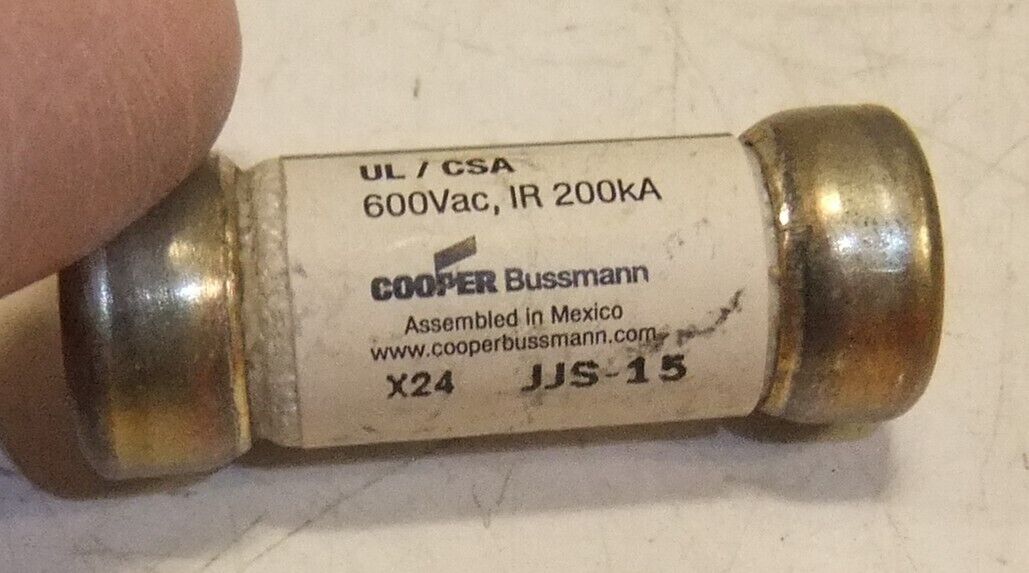 UL / CSA
600Vac, IR 200kA
COOPER Bussmann
Assembled in Mexico
www.cooperbussmann.com
X24 JJS-15